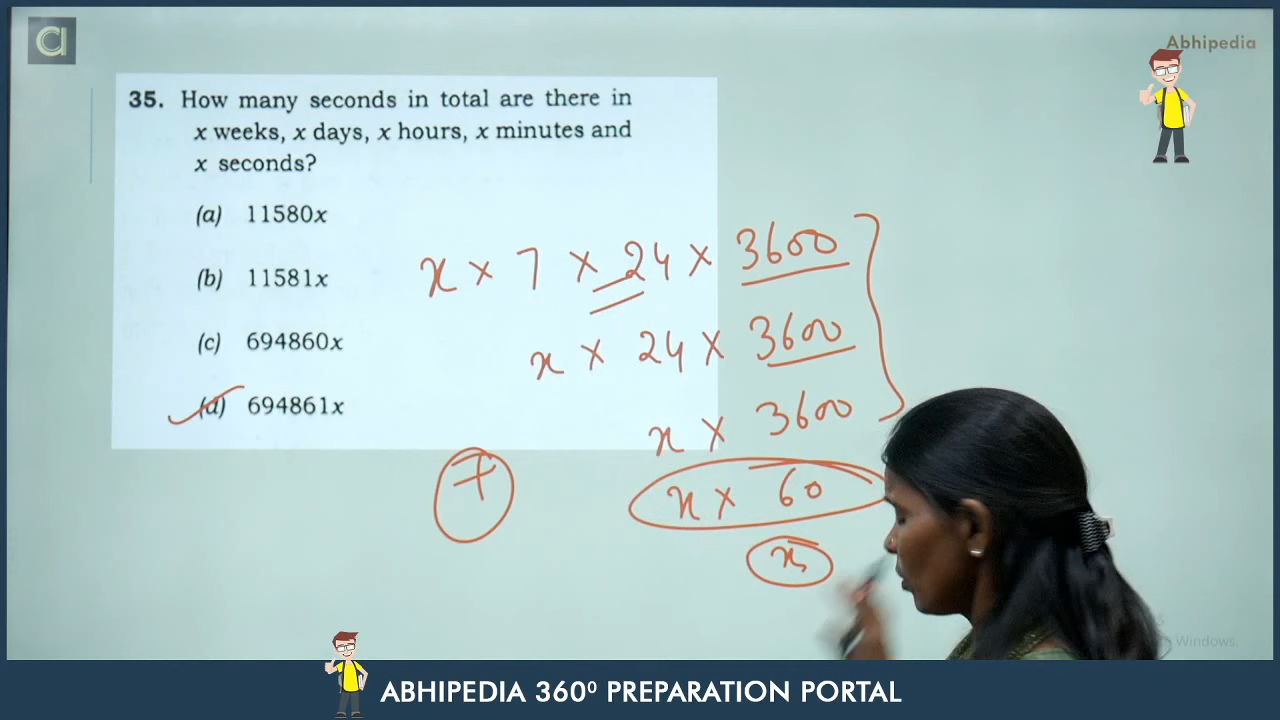 Abhipedia
35. How many seconds in total are there in
x weeks, x days, x hours, x minutes and
x seconds?
(a) 11580x
(b) 11581x
(c) 694860x
(d) 694861x
x × 7 × 24 × 3600
x × 24 × 3600
x × 3600
x × 60
x
7
Windows.
ABHIPEDIA 360⁰ PREPARATION PORTAL